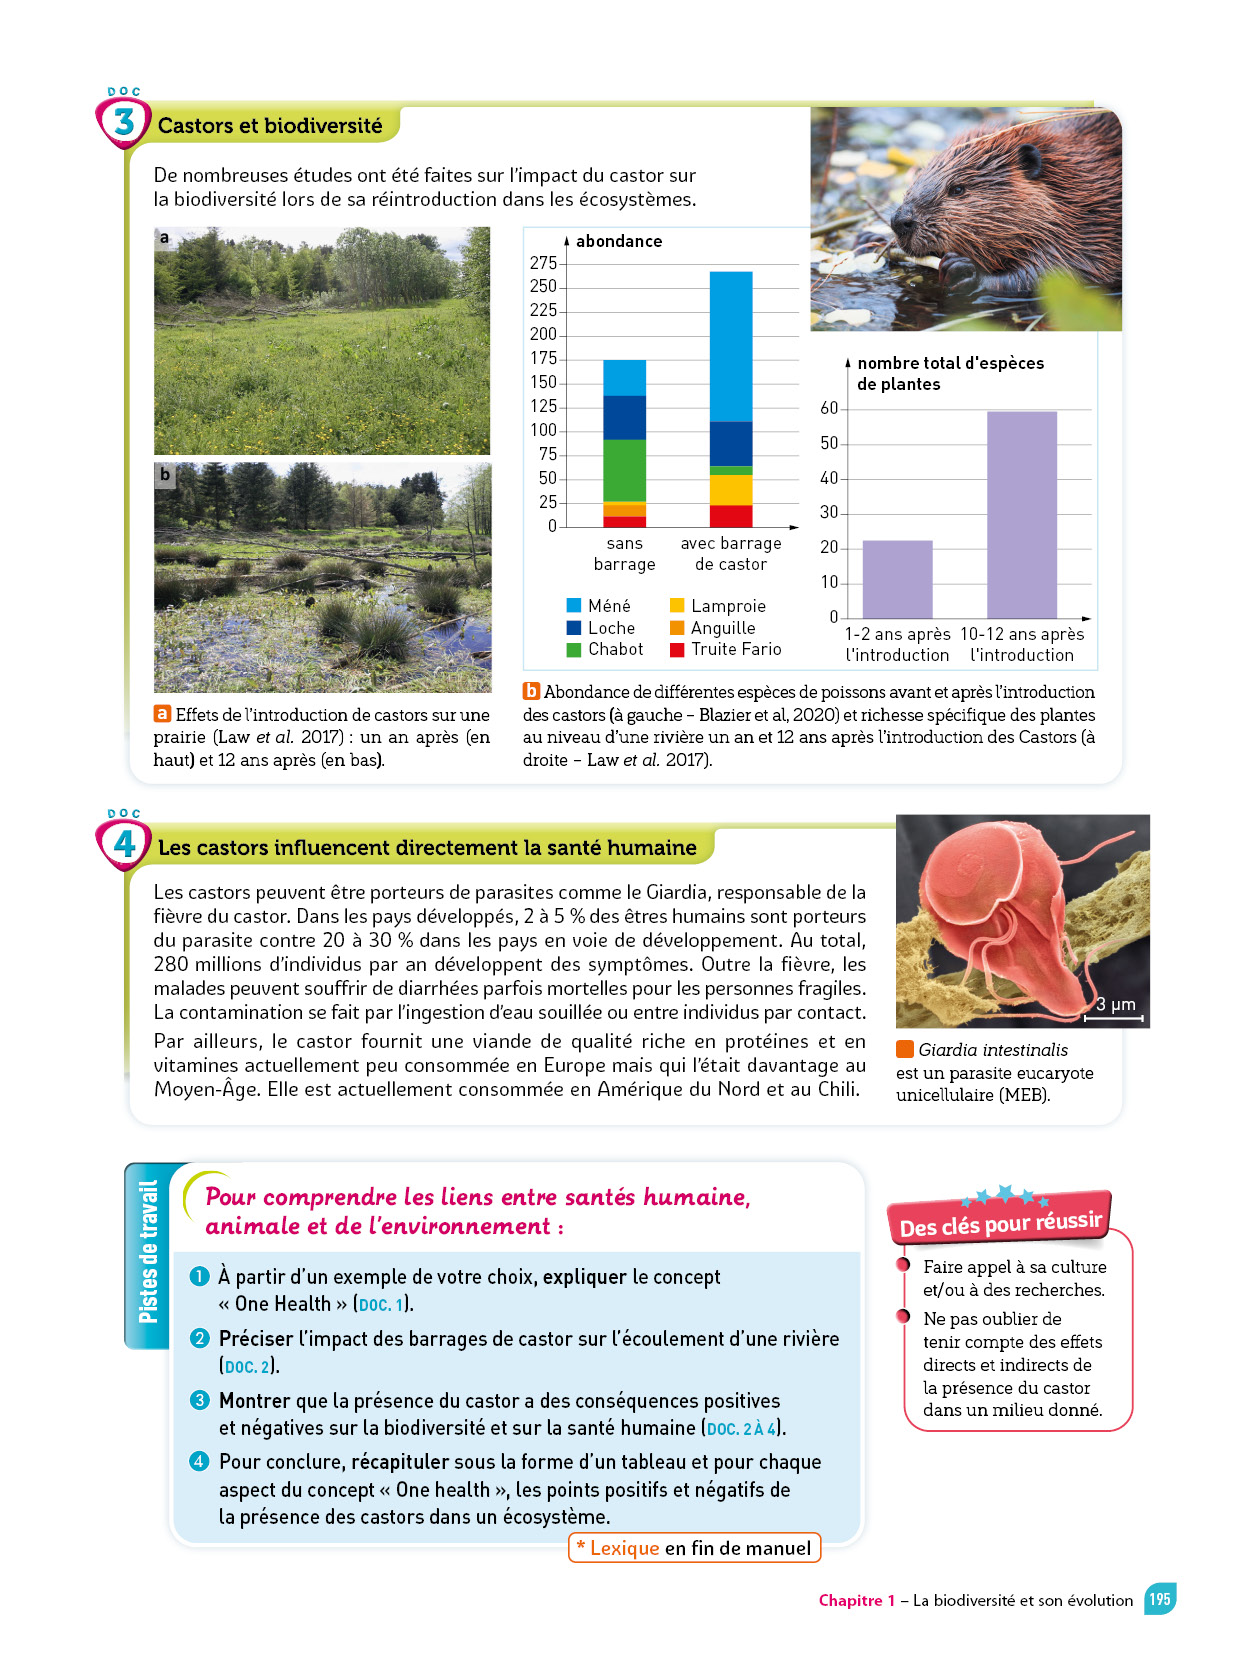 DOC
3
Castors et biodiversité
De nombreuses études ont été faites sur l'impact du castor sur
la biodiversité lors de sa réintroduction dans les écosystèmes.
a
b
a Effets de l'introduction de castors sur une
prairie (Law et al. 2017) : un an après (en
haut) et 12 ans après (en bas).
abondance
275
250
225
200
175
150
125
100
75
50
25
0
sans
barrage
avec barrage
de castor
Méné
Loche
Chabot
Lamproie
Anguille
Truite Fario
nombre total d'espèces
de plantes
60
50
40
30
20
10
0
1-2 ans après
l'introduction
10-12 ans après
l'introduction
b Abondance de différentes espèces de poissons avant et après l'introduction
des castors (à gauche – Blazier et al, 2020) et richesse spécifique des plantes
au niveau d'une rivière un an et 12 ans après l'introduction des Castors (à
droite – Law et al. 2017).
DOC
4
Les castors influencent directement la santé humaine
Les castors peuvent être porteurs de parasites comme le Giardia, responsable de la
fièvre du castor. Dans les pays développés, 2 à 5 % des êtres humains sont porteurs
du parasite contre 20 à 30 % dans les pays en voie de développement. Au total,
280 millions d'individus par an développent des symptômes. Outre la fièvre, les
malades peuvent souffrir de diarrhées parfois mortelles pour les personnes fragiles.
La contamination se fait par l'ingestion d'eau souillée ou entre individus par contact.
Par ailleurs, le castor fournit une viande de qualité riche en protéines et en
vitamines actuellement peu consommée en Europe mais qui l'était davantage au
Moyen-Âge. Elle est actuellement consommée en Amérique du Nord et au Chili.
3 µm
Giardia intestinalis
est un parasite eucaryote
unicellulaire (MEB).
Pistes de travail
Pour comprendre les liens entre santés humaine,
animale et de l'environnement :
1 À partir d'un exemple de votre choix, expliquer le concept
« One Health » (DOC. 1).
2 Préciser l'impact des barrages de castor sur l'écoulement d'une rivière
(DOC. 2).
3 Montrer que la présence du castor a des conséquences positives
et négatives sur la biodiversité et sur la santé humaine (DOC. 2 À 4).
4 Pour conclure, récapituler sous la forme d'un tableau et pour chaque
aspect du concept « One health », les points positifs et négatifs de
la présence des castors dans un écosystème.
* Lexique en fin de manuel
Des clés pour réussir
Faire appel à sa culture
et/ou à des recherches.
Ne pas oublier de
tenir compte des effets
directs et indirects de
la présence du castor
dans un milieu donné.
Chapitre 1 – La biodiversité et son évolution 195